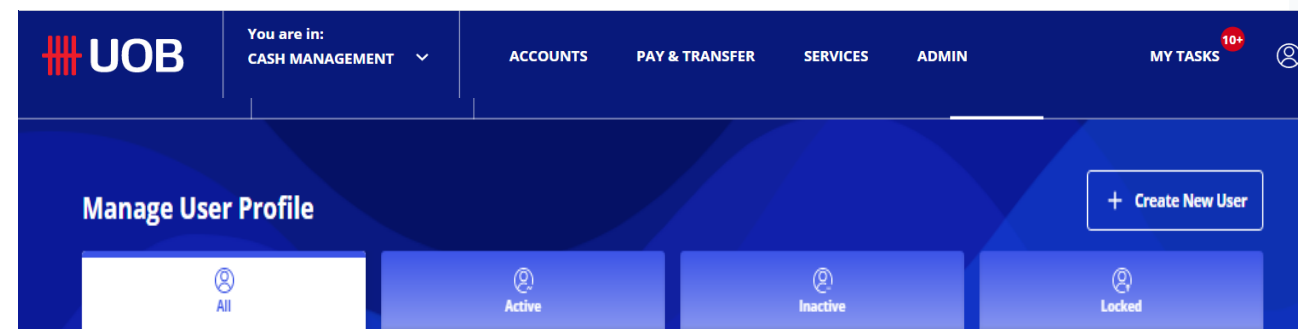 UOB
You are in:
CASH MANAGEMENT
ACCOUNTS
PAY & TRANSFER
SERVICES
ADMIN
MY TASKS
10+
Manage User Profile
+ Create New User
All
Active
Inactive
Locked